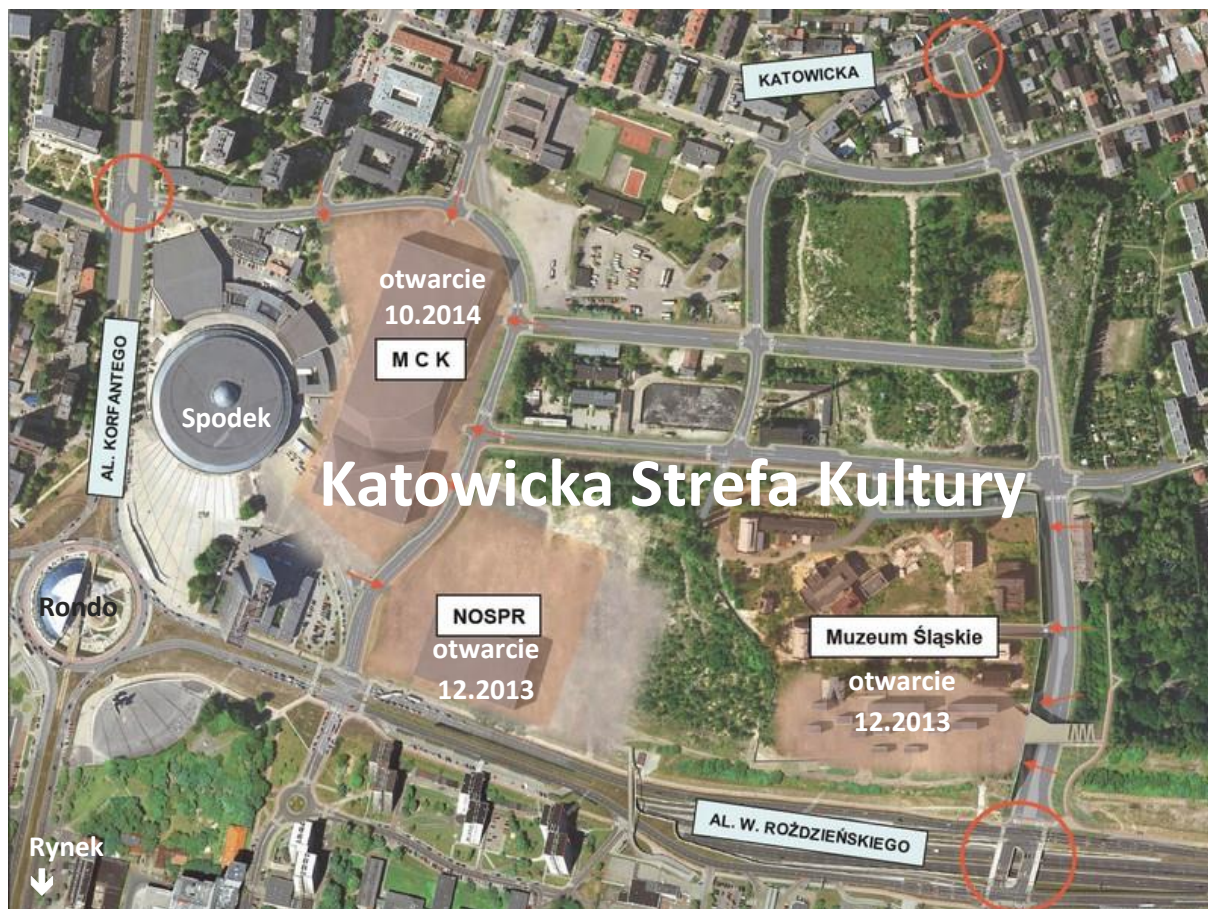 KATOWICKA
otwarcie
10.2014
M C K
AL. KORFANTEGO
Spodek
Katowicka Strefa Kultury
Rondo
NOSPR
otwarcie
12.2013
Muzeum Śląskie
otwarcie
12.2013
AL. W. ROŹDZIEŃSKIEGO
Rynek